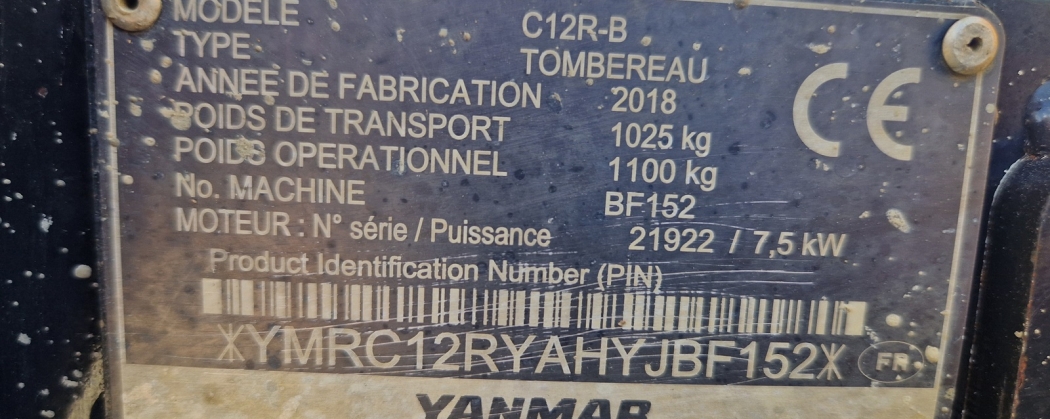 MODELE C12R-B
TYPE TOMBEREAU
ANNEE DE FABRICATION 2018
POIDS DE TRANSPORT 1025 kg
POIDS OPERATIONNEL 1100 kg
No. MACHINE BF152
MOTEUR : N° série / Puissance 21922 / 7,5 kW
CE
Product Identification Number (PIN)
*YMRC12RYAHYJBF152* FR
YANMAR